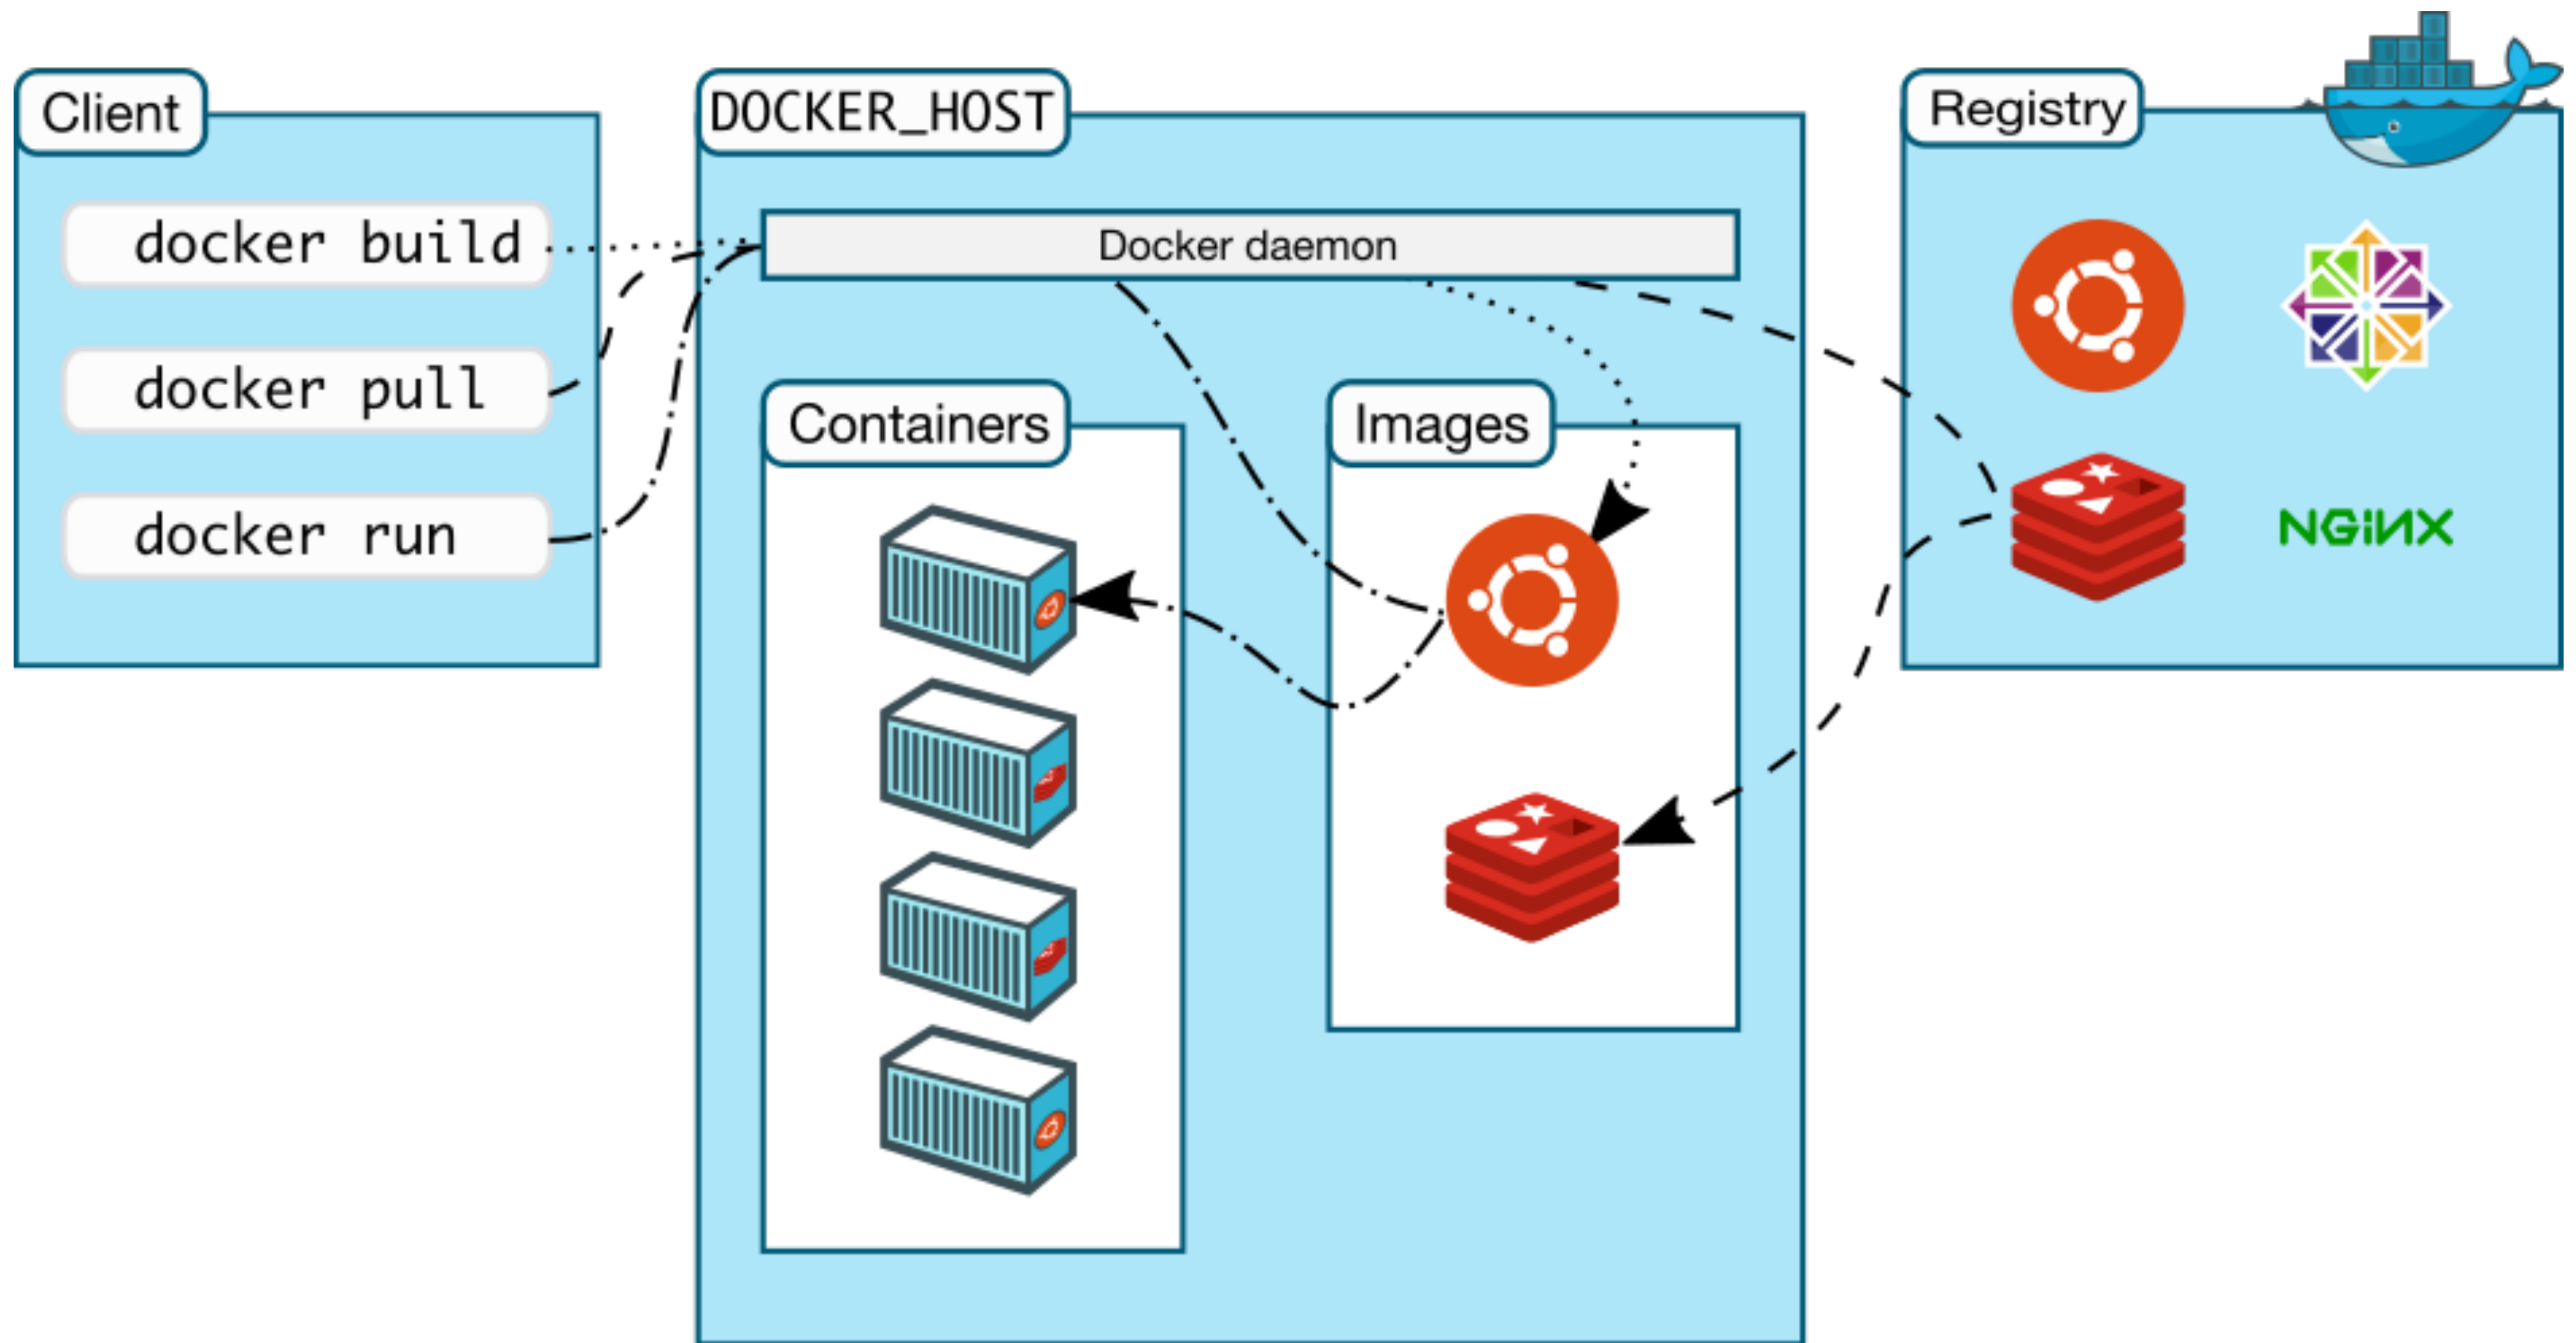 Client
docker build
docker pull
docker run
DOCKER_HOST
Docker daemon
Containers
Images
Registry
NGiNX